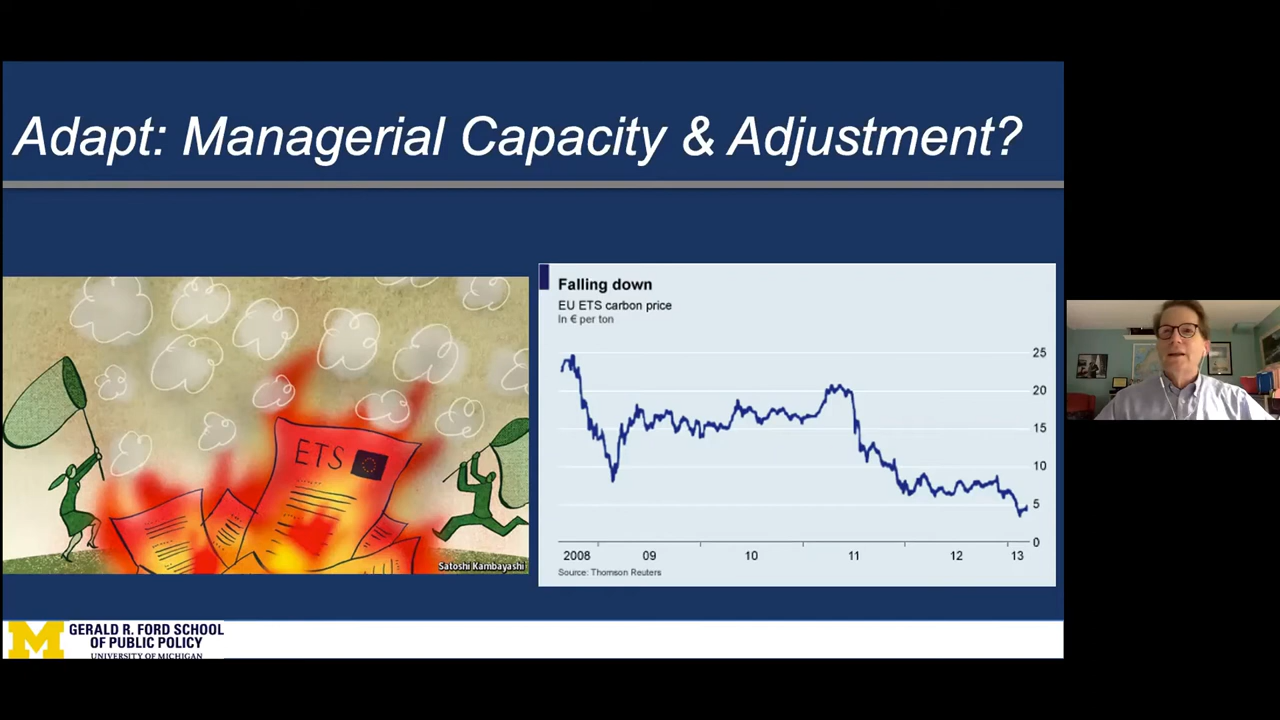 Adapt: Managerial Capacity & Adjustment?
ETS
Satoshi Kambayashi
Falling down
EU ETS carbon price
In € per ton
25
20
15
10
5
0
2008 09 10 11 12 13
Source: Thomson Reuters
M GERALD R. FORD SCHOOL
OF PUBLIC POLICY
UNIVERSITY OF MICHIGAN